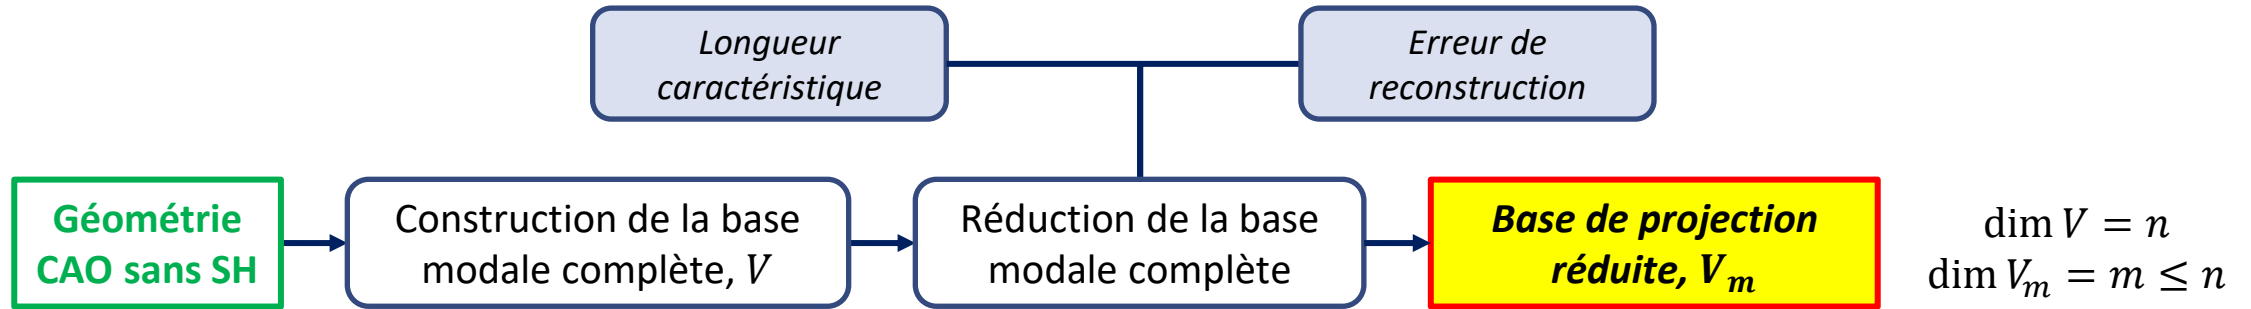 Longueur
caractéristique
Erreur de
reconstruction
Géométrie
CAO sans SH
Construction de la base
modale complète, V
Réduction de la base
modale complète
Base de projection
réduite, Vₘ
dim V = n
dim Vₘ = m ≤ n